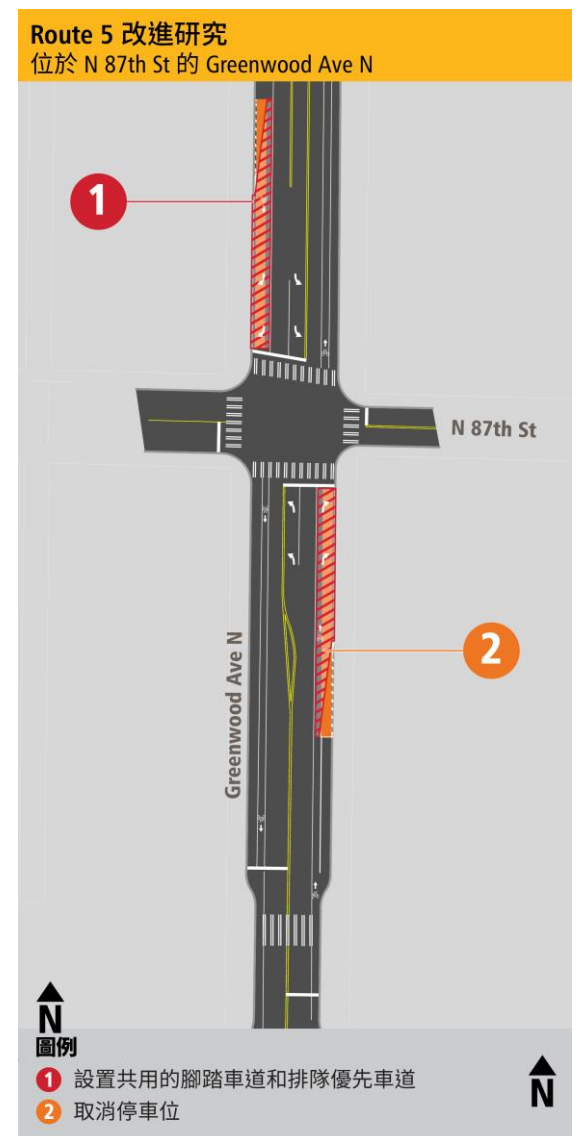 Route 5 改進研究
位於 N 87th St 的 Greenwood Ave N
1
N 87th St
2
Greenwood Ave N
N
圖例
1 設置共用的腳踏車道和排隊優先車道
2 取消停車位
N